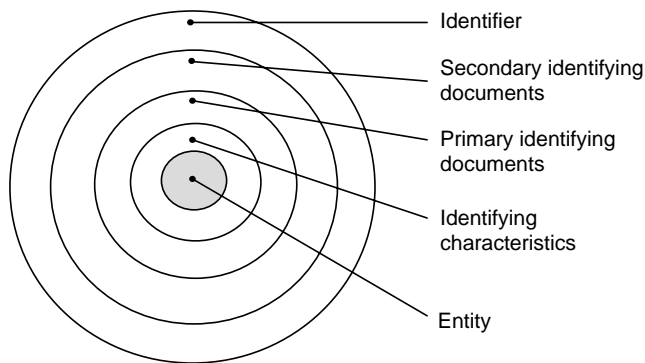 Identifier
Secondary identifying
documents
Primary identifying
documents
Identifying
characteristics
Entity